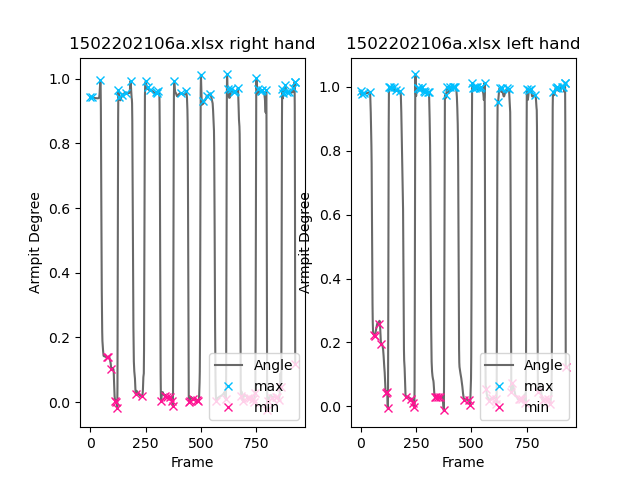 1502202106a.xlsx right hand
1.0
0.8
0.6
0.4
0.2
0.0
Armpit Degree
0
250
500
750
Frame
Angle
max
min
1502202106a.xlsx left hand
1.0
0.8
0.6
0.4
0.2
0.0
Armpit Degree
0
250
500
750
Frame
Angle
max
min